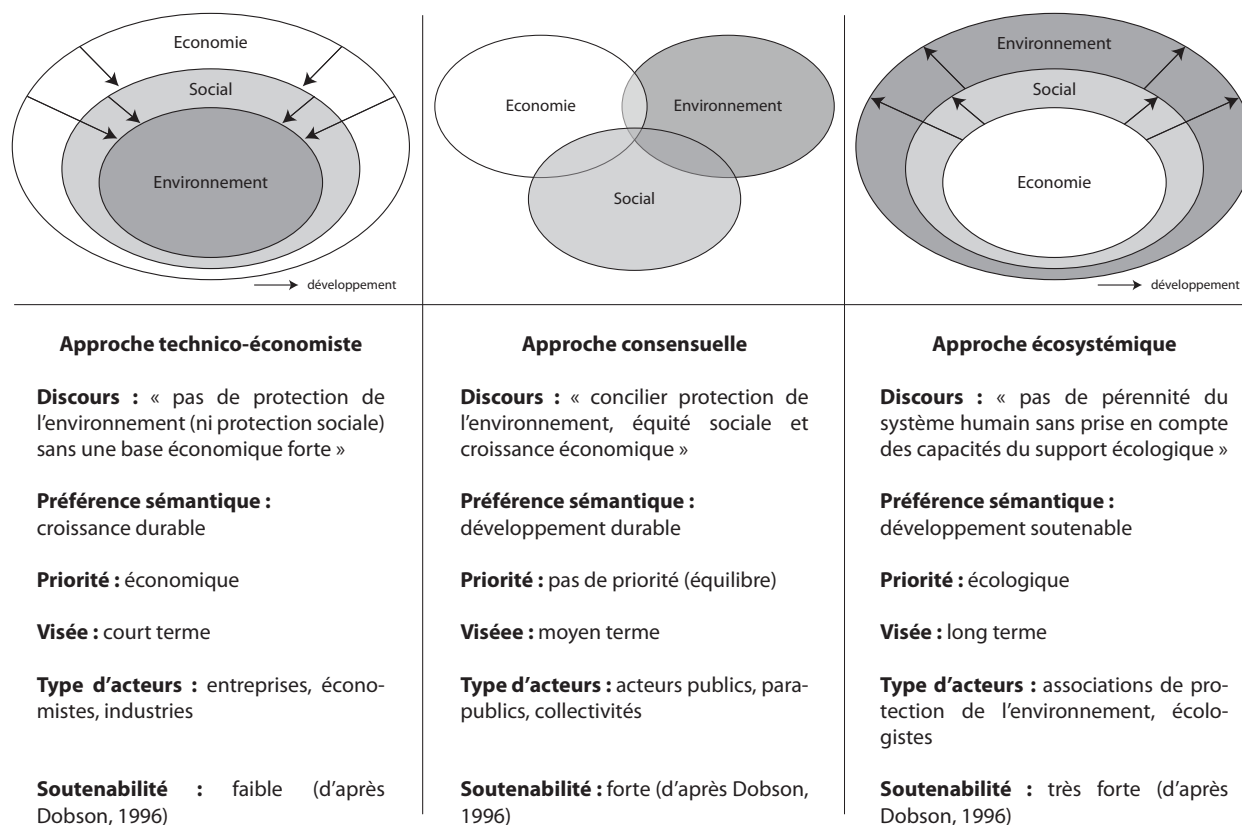 Economie
Social
Environnement
développement
Economie
Environnement
Social
Environnement
Social
Economie
développement
Approche technico-économiste
Discours : « pas de protection de
l'environnement (ni protection sociale)
sans une base économique forte »
Préférence sémantique :
croissance durable
Priorité : économique
Visée : court terme
Type d'acteurs : entreprises, écono-
mistes, industries
Soutenabilité : faible (d'après
Dobson, 1996)
Approche consensuelle
Discours : « concilier protection de
l'environnement, équité sociale et
croissance économique »
Préférence sémantique :
développement durable
Priorité : pas de priorité (équilibre)
Viséee : moyen terme
Type d'acteurs : acteurs publics, para-
publics, collectivités
Soutenabilité : forte (d'après Dobson,
1996)
Approche écosystémique
Discours : « pas de pérennité du
système humain sans prise en compte
des capacités du support écologique »
Préférence sémantique :
développement soutenable
Priorité : écologique
Visée : long terme
Type d'acteurs : associations de pro-
tection de l'environnement, écolo-
gistes
Soutenabilité : très forte (d'après
Dobson, 1996)